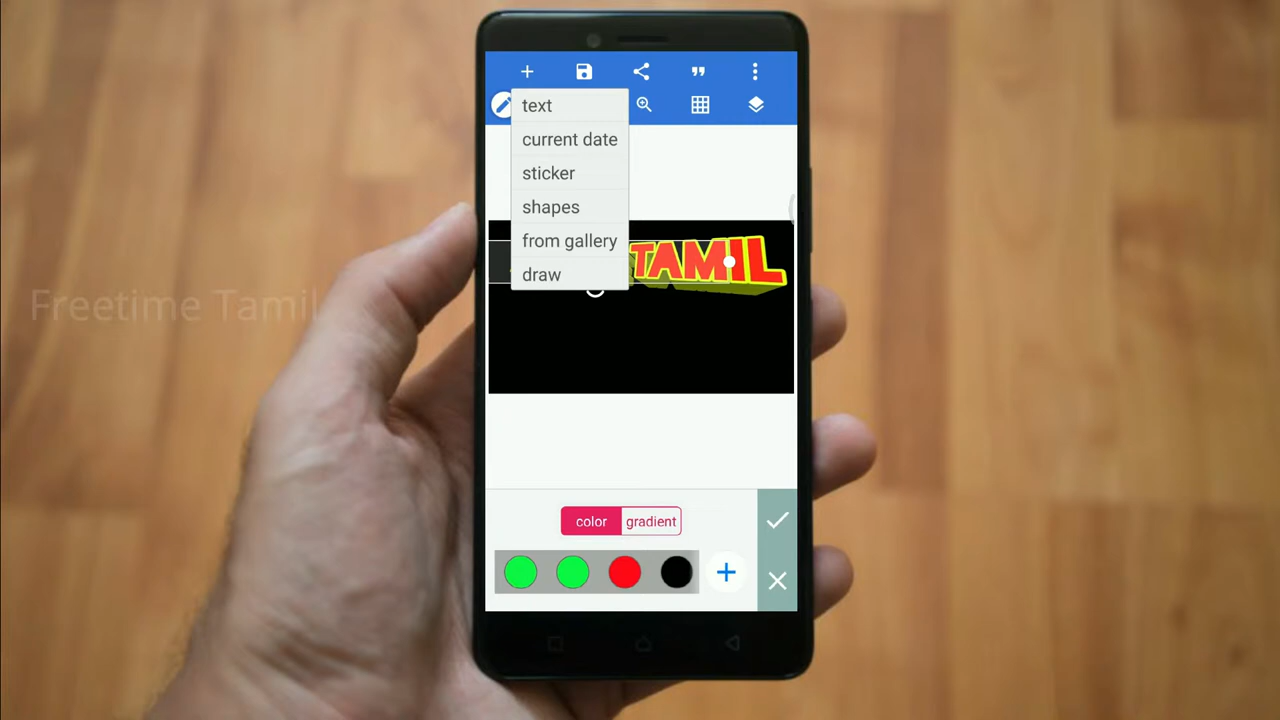 text
current date
sticker
shapes
from gallery
draw
TAMIL
Freetime Tamil
color
gradient